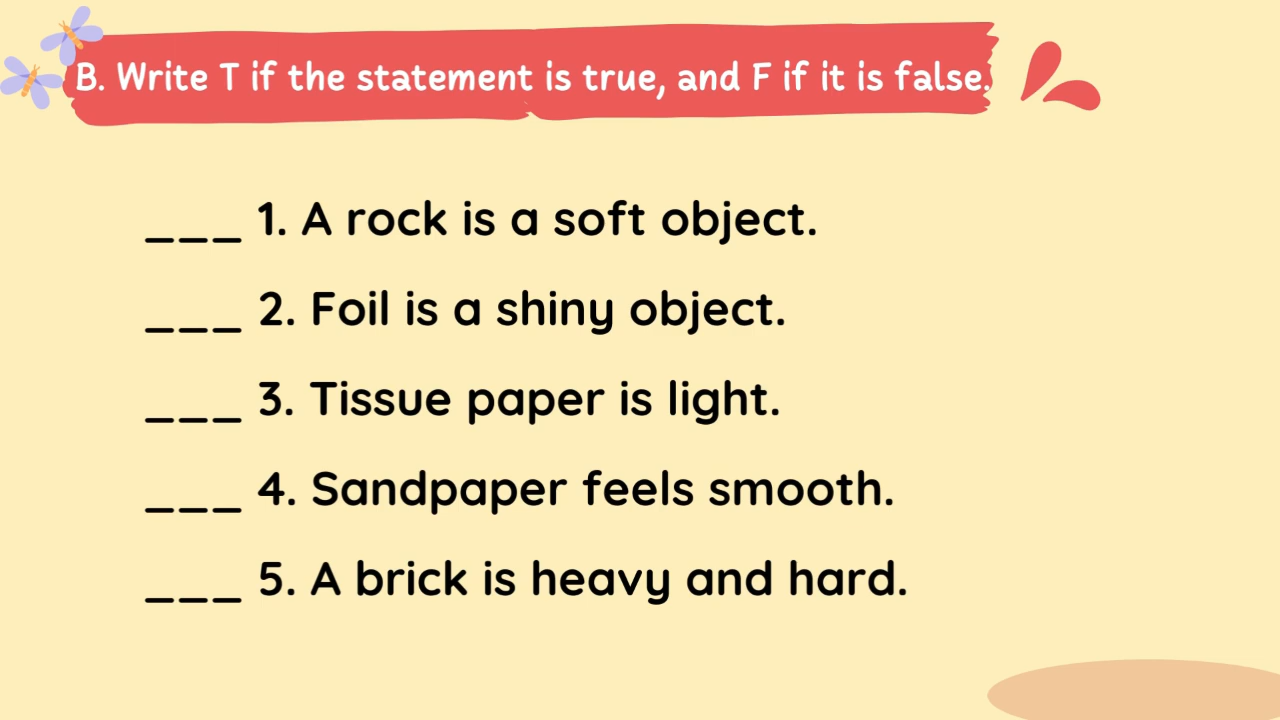 B. Write T if the statement is true, and F if it is false.
___ 1. A rock is a soft object.
___ 2. Foil is a shiny object.
___ 3. Tissue paper is light.
___ 4. Sandpaper feels smooth.
___ 5. A brick is heavy and hard.